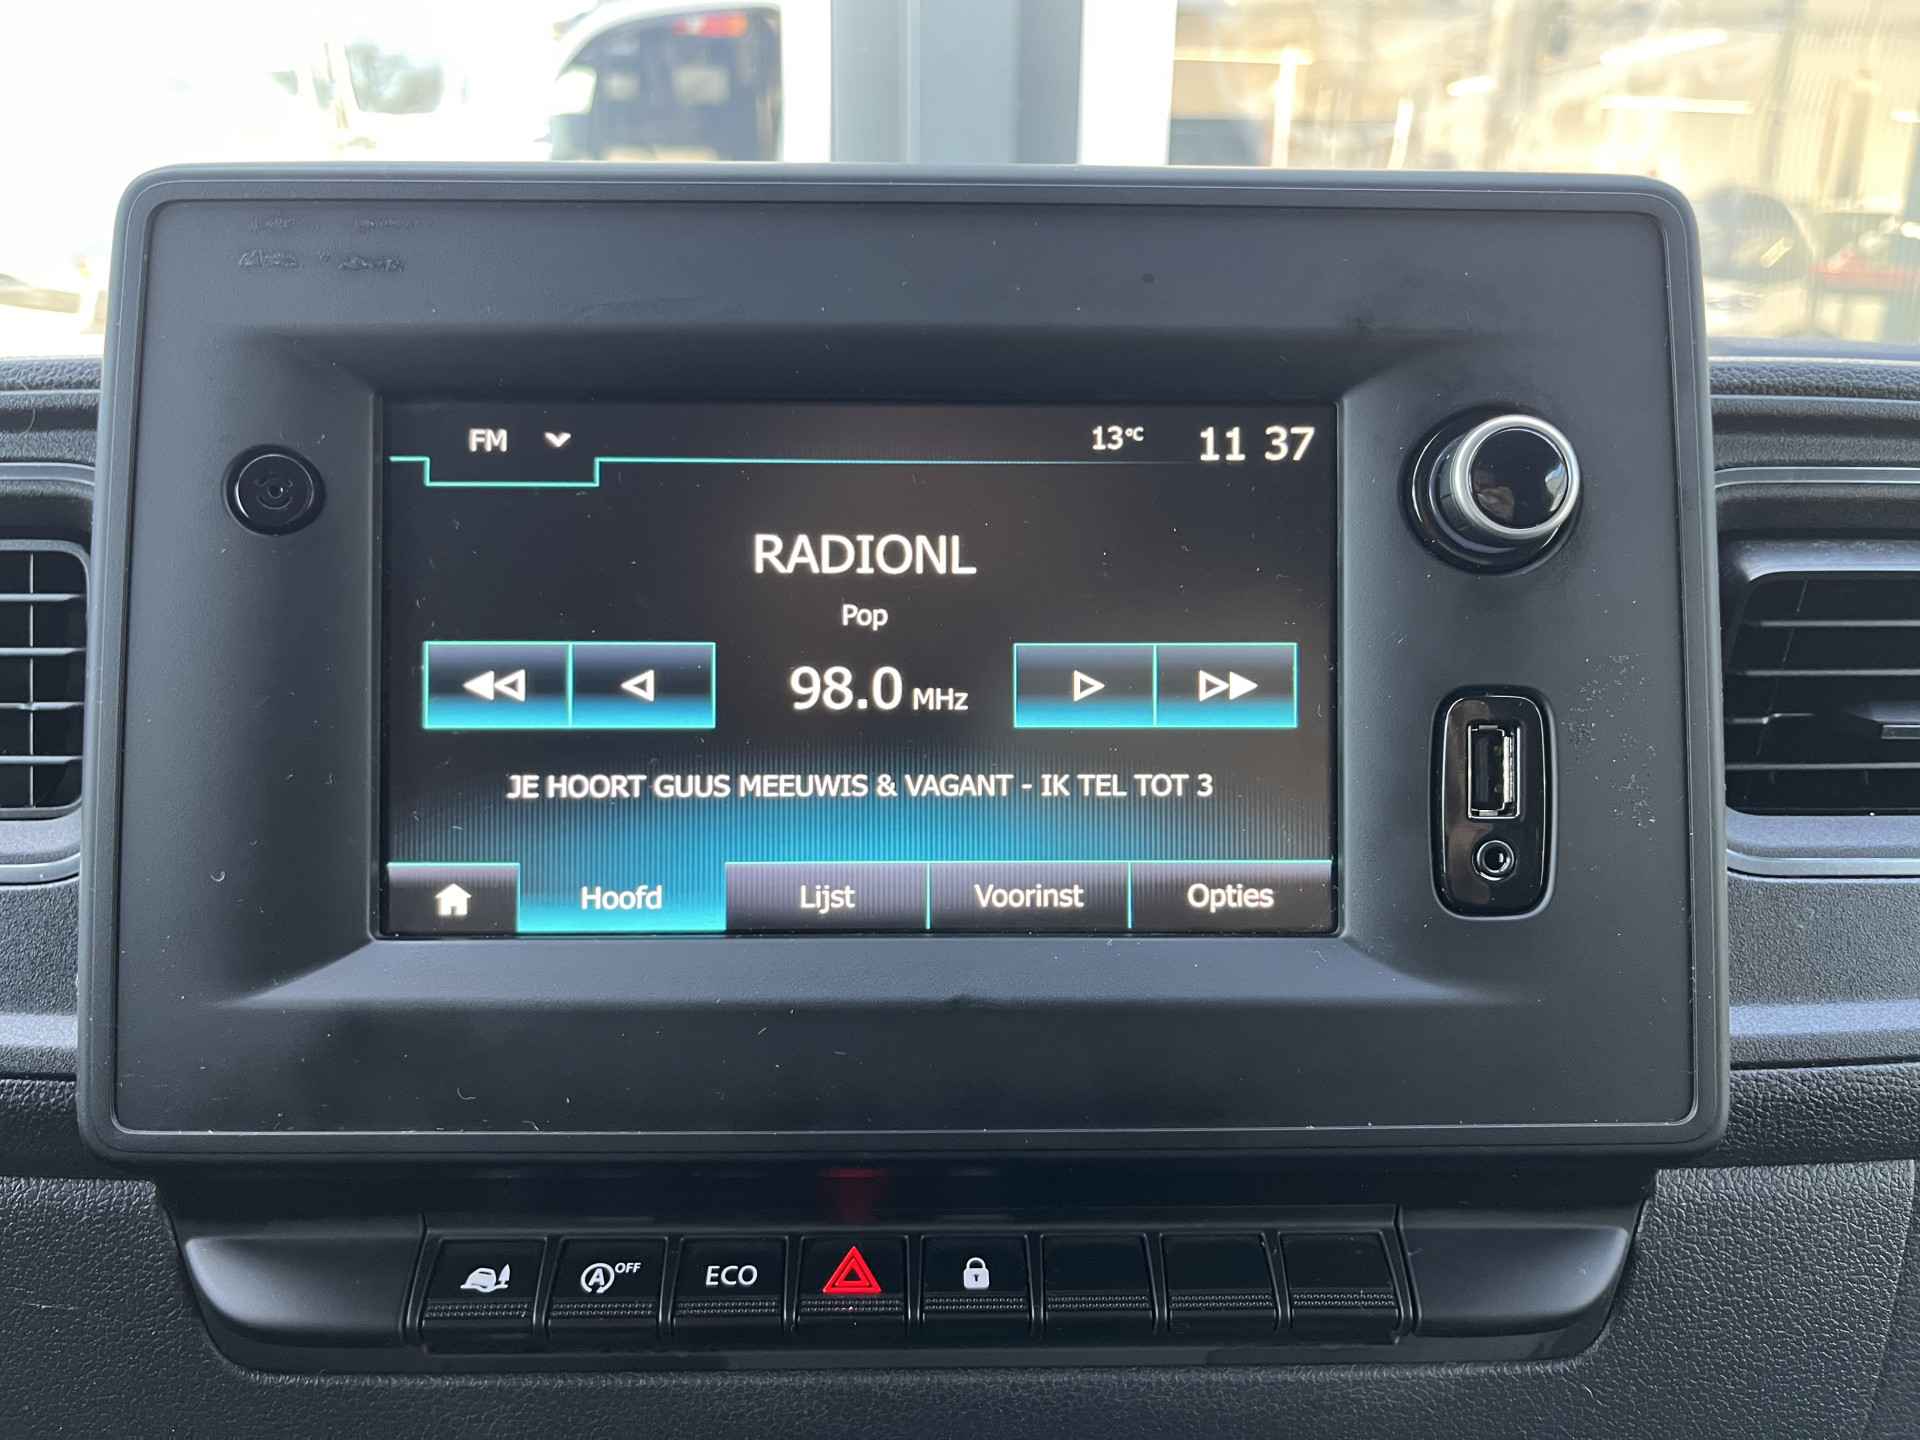 FM 13°C 11 37
RADIONL
Pop
98.0 MHz
JE HOORT GUUS MEEUWIS & VAGANT - IK TEL TOT 3
Hoofd Lijst Voorinst Opties
A OFF ECO